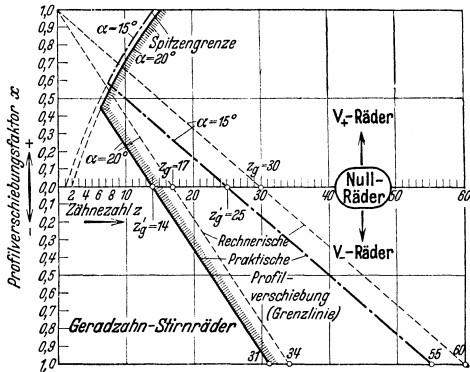 Profilverschiebungsfaktor x
+
-
1,0
0,9
0,8
0,7
0,6
0,5
0,4
0,3
0,2
0,1
0,0
0,1
0,2
0,3
0,4
0,5
0,6
0,7
0,8
0,9
1,0
α=15°
Spitzengrenze
α=20°
α=15°
α=20°
zg=17
zg=30
V+-Räder
Null-
Räder
V_-Räder
2 4 6 8 10 20 30 40 50 60
Zähnezahl z
z'g=14
z'g=25
Rechnerische
Praktische
Profil-
verschiebung
(Grenzlinie)
Geradzahn-Stirnräder
31
34
55
60